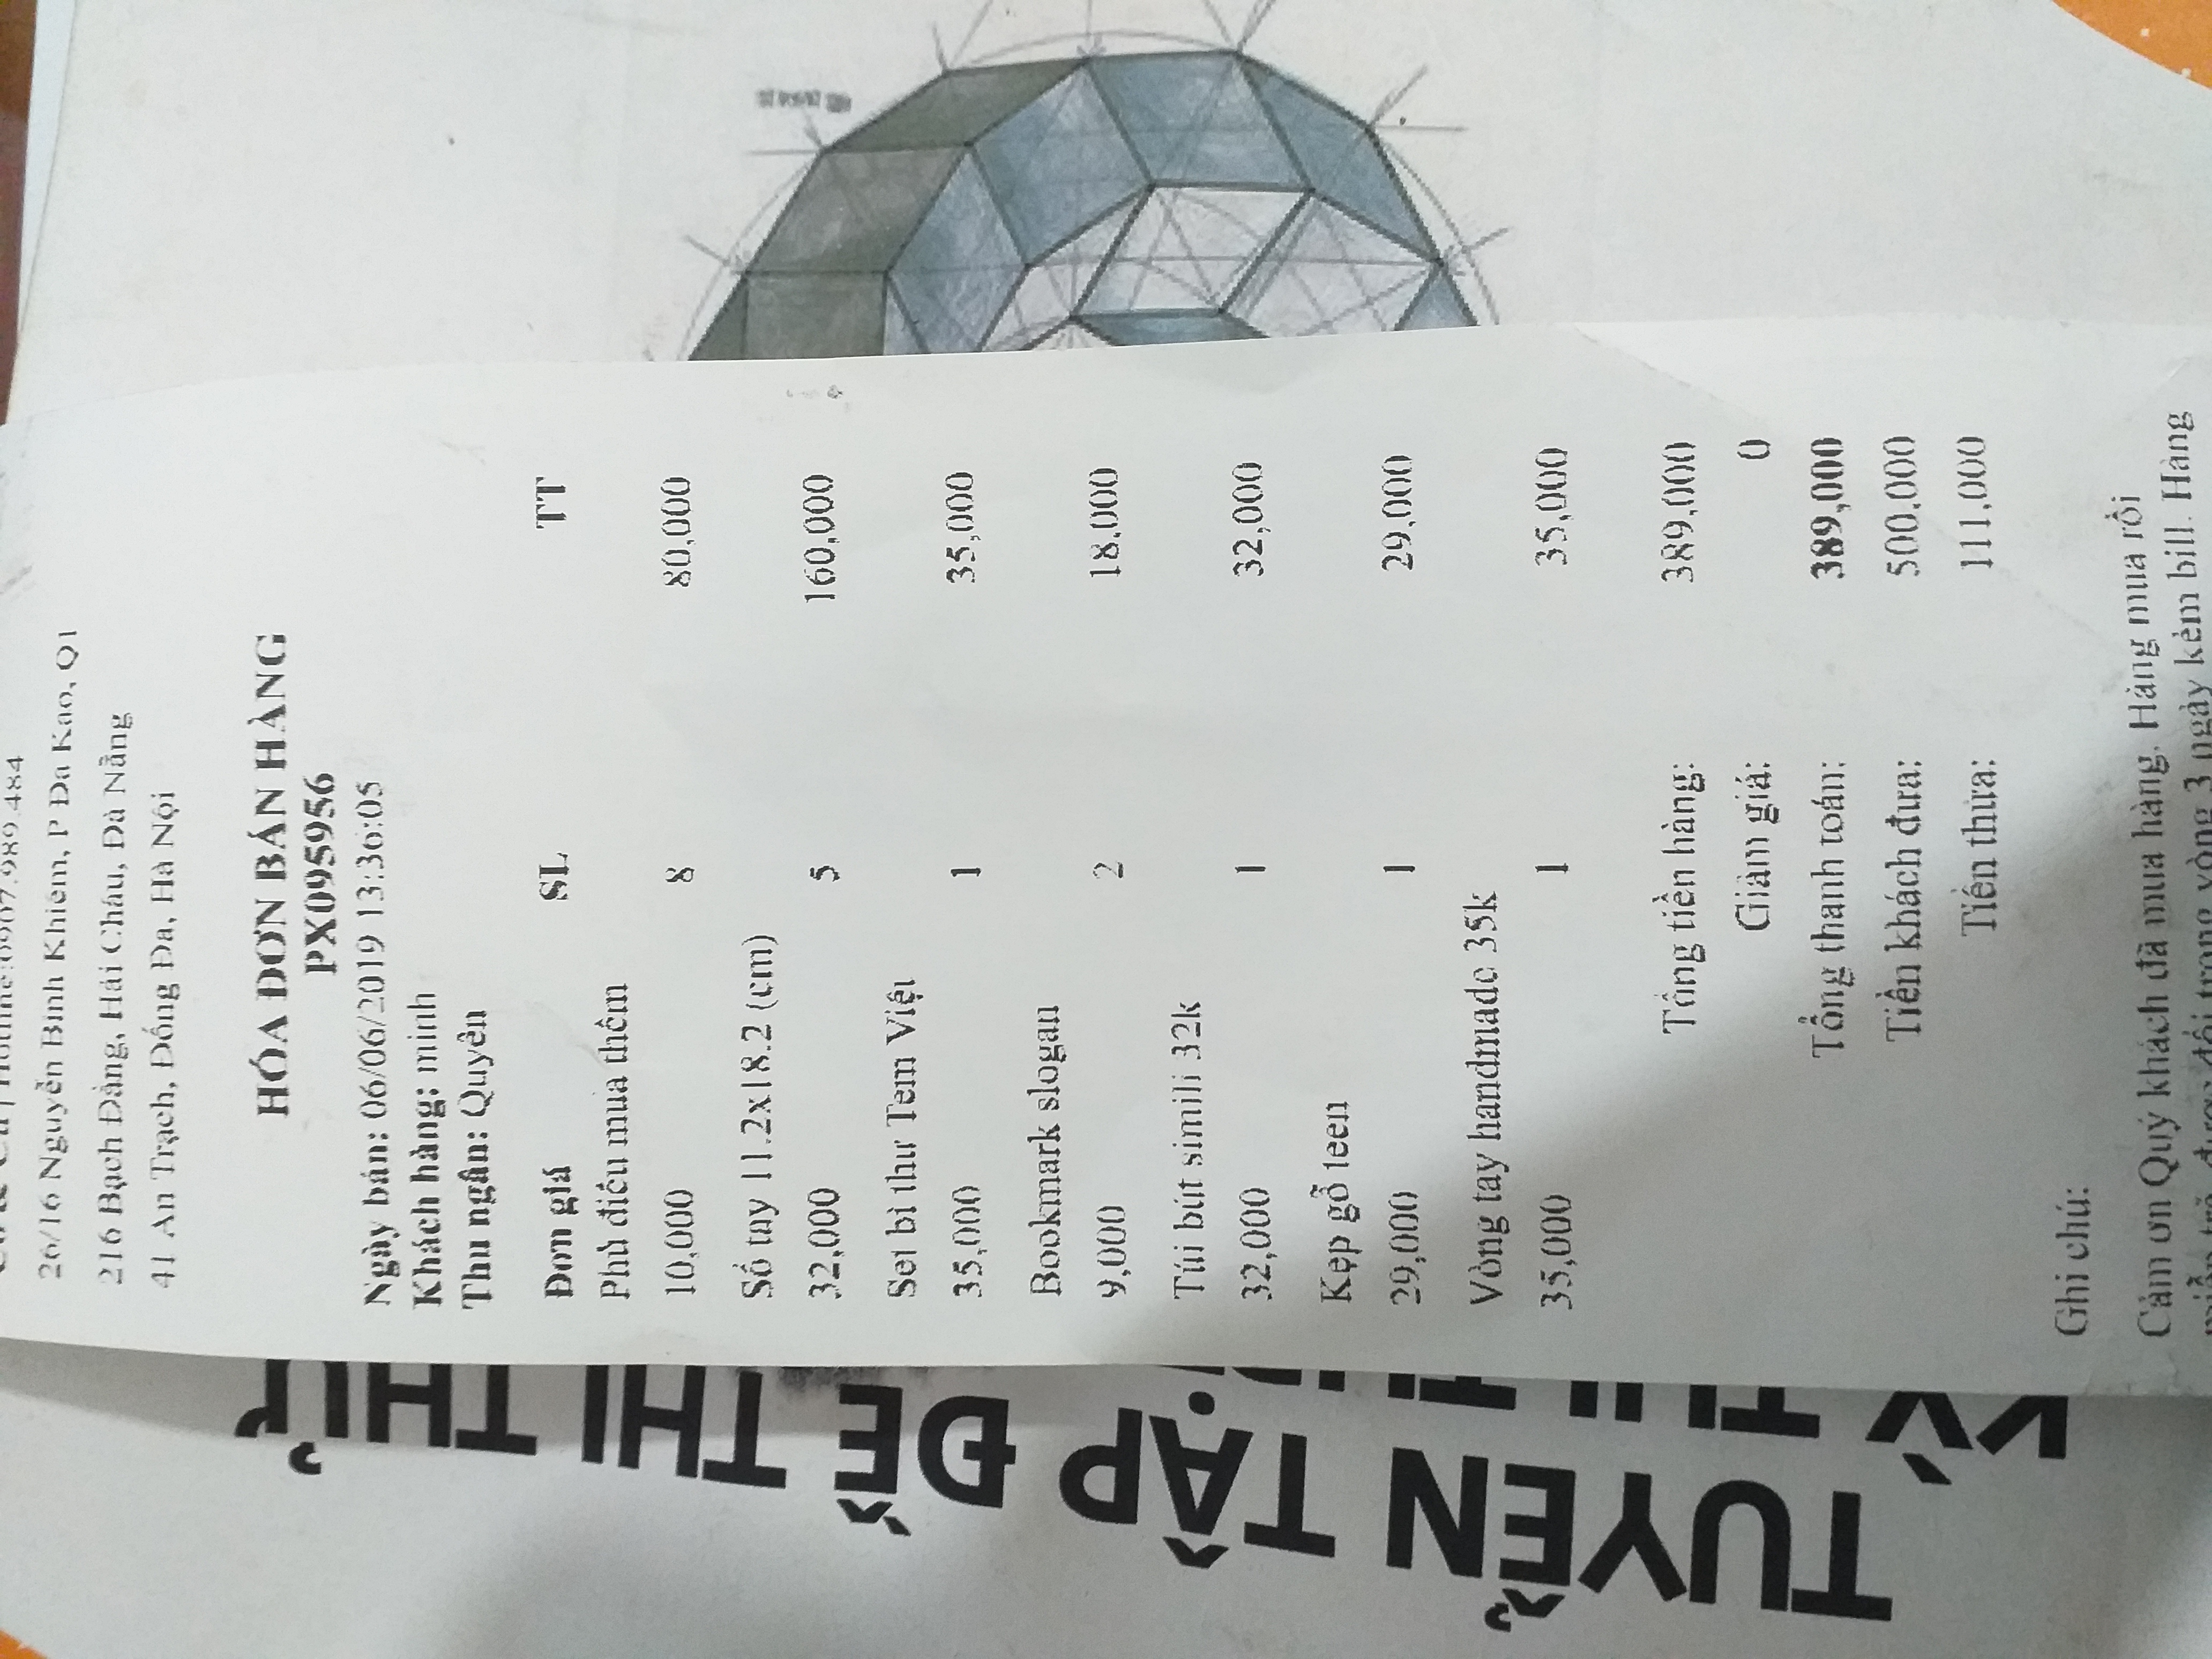 Cỏ & Cú | Hotline:0907.989.484
26/16 Nguyễn Bỉnh Khiêm, P Đa Kao, Q1
216 Bạch Đằng, Hải Châu, Đà Nẵng
41 An Trạch, Đống Đa, Hà Nội
HÓA ĐƠN BÁN HÀNG
PX095956
Ngày bán: 06/06/2019 13:36:05
Khách hàng: minh
Thu ngân: Quyên
Đơn giá SL TT
Phù điêu mua thêm
10,000 8 80,000
Sổ tay 11.2x18.2 (cm)
32,000 5 160,000
Set bì thư Tem Việt
35,000 1 35,000
Bookmark slogan
9,000 2 18,000
Túi bút simili 32k
32,000 1 32,000
Kẹp gỗ teen
29,000 1 29,000
Vòng tay handmade 35k
35,000 1 35,000
Tổng tiền hàng: 389,000
Giảm giá: 0
Tổng thanh toán: 389,000
Tiền khách đưa: 500,000
Tiền thừa: 111,000
Ghi chú:
Cảm ơn Quý khách đã mua hàng. Hàng mua rồi
miễn trả, được đổi trong vòng 3 ngày kèm bill. Hàng
TUYỂN TẬP ĐỀ THI THỬ
KỲ THI